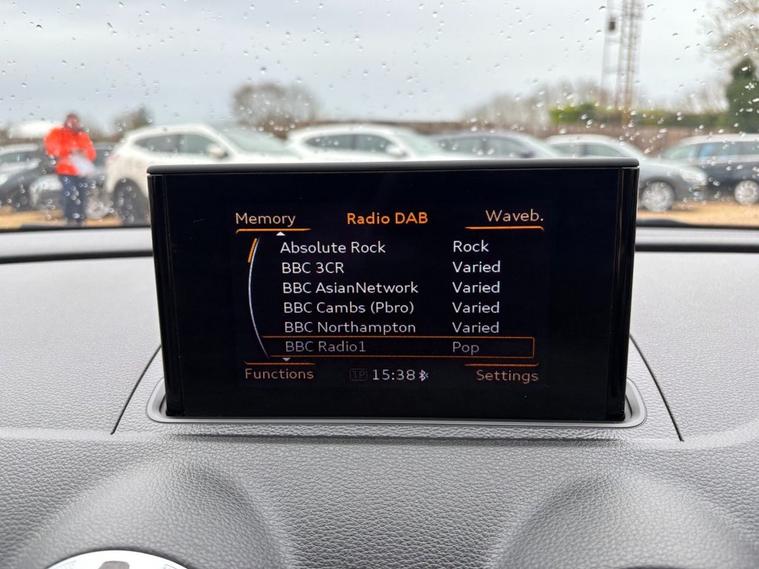 Memory Radio DAB Waveb.
Absolute Rock Rock
BBC 3CR Varied
BBC AsianNetwork Varied
BBC Cambs (Pbro) Varied
BBC Northampton Varied
BBC Radio1 Pop
Functions TP 15:38 Settings